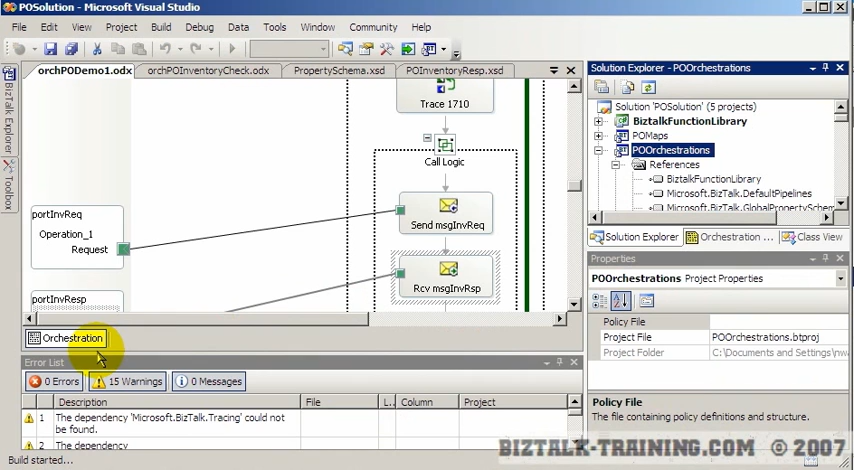 POSolution - Microsoft Visual Studio
File Edit View Project Build Debug Data Tools Window Community Help
orchPODemo1.odx orchPOInventoryCheck.odx PropertySchema.xsd POInventoryResp.xsd
BizTalk Explorer
Toolbox
Trace 1710
Call Logic
portInvReq
Operation_1
Request
Send msgInvReq
Rcv msgInvRsp
portInvResp
Orchestration
Solution Explorer - POOrchestrations
Solution 'POSolution' (5 projects)
BiztalkFunctionLibrary
POMaps
POOrchestrations
References
BiztalkFunctionLibrary
Microsoft.BizTalk.DefaultPipelines
Microsoft.BizTalk.GlobalPropertySchem
Solution Explorer Orchestration ... Class View
Properties
POOrchestrations Project Properties
Policy File
Project File POOrchestrations.btproj
Project Folder C:\Documents and Settings\nw
Policy File
The file containing policy definitions and structure.
Error List
0 Errors 15 Warnings 0 Messages
Description File L.. Column Project
1 The dependency 'Microsoft.BizTalk.Tracing' could not
be found.
2 The dependency
Build started...
BIZTALK-TRAINING.COM © 2007